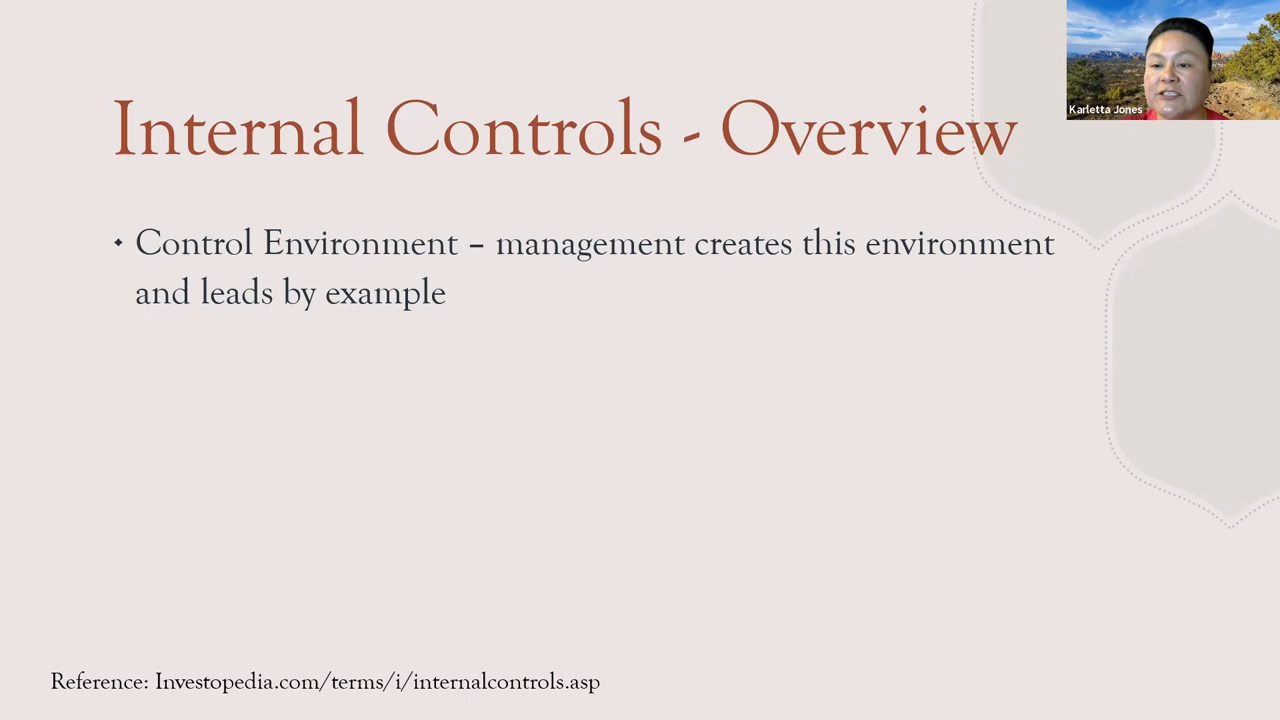 Karletta Jones
Internal Controls - Overview
• Control Environment – management creates this environment
and leads by example
Reference: Investopedia.com/terms/i/internalcontrols.asp